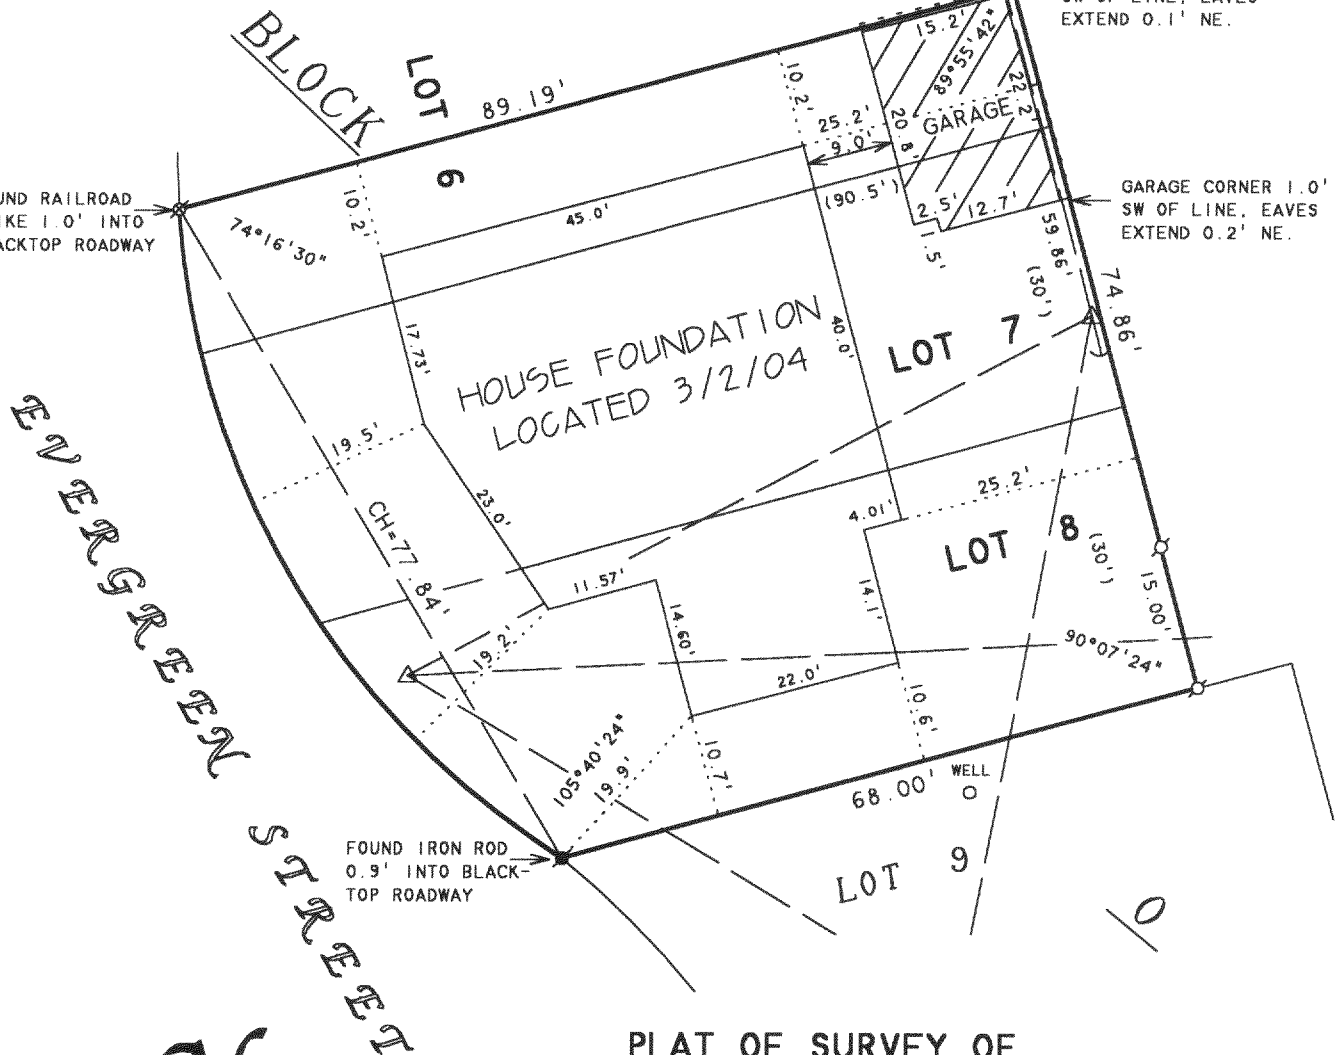 BLOCK
LOT 6
89.19'
EXTEND 0.1' NE.
15.2'
89°55'42"
22.2'
GARAGE
20.8'
10.2'
25.2'
9.0'
(90.5')
2.5'
12.7'
1.5'
GARAGE CORNER 1.0'
SW OF LINE, EAVES
EXTEND 0.2' NE.
UND RAILROAD
IKE 1.0' INTO
ACKTOP ROADWAY
74°16'30"
10.2'
45.0'
59.86'
(30')
74.86'
17.73'
HOUSE FOUNDATION
LOCATED 3/2/04
40.0'
LOT 7
19.5'
23.0'
CH=77.84'
4.01'
25.2'
LOT 8
(30')
15.00'
90°07'24"
11.57'
14.60'
14.1'
19.2'
22.0'
10.6'
10.7'
105°40'24"
19.9'
68.00'
WELL
LOT 9
FOUND IRON ROD
0.9' INTO BLACK-
TOP ROADWAY
EVERGREEN STREET
O
PLAT OF SURVEY OF